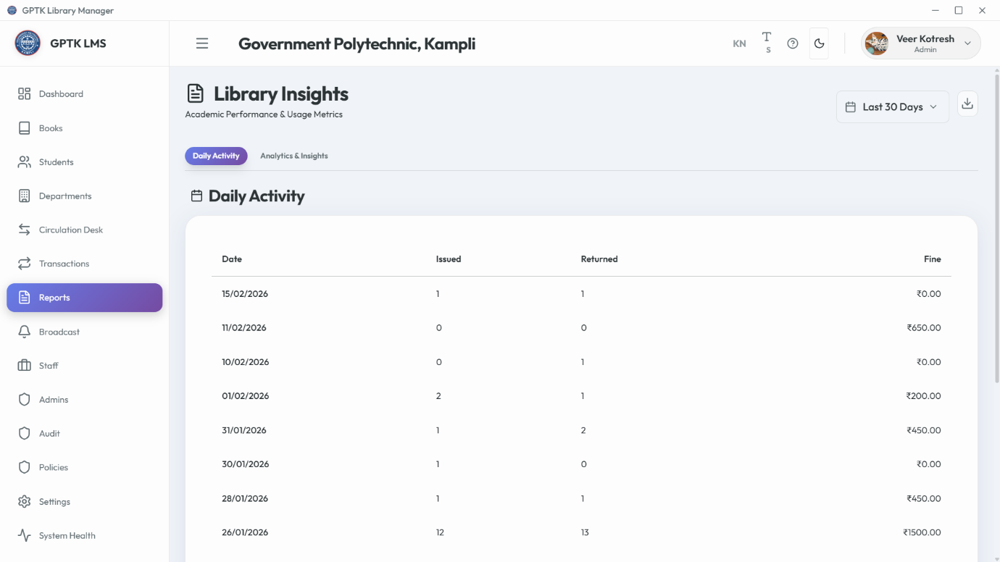 GPTK Library Manager
GPTK LMS
Government Polytechnic, Kampli
KN
T
S
Veer Kotresh
Admin
Dashboard
Books
Students
Departments
Circulation Desk
Transactions
Reports
Broadcast
Staff
Admins
Audit
Policies
Settings
System Health
Library Insights
Academic Performance & Usage Metrics
Last 30 Days
Daily Activity Analytics & Insights
Daily Activity
Date Issued Returned Fine
15/02/2026 1 1 ₹0.00
11/02/2026 0 0 ₹650.00
10/02/2026 0 1 ₹0.00
01/02/2026 2 1 ₹200.00
31/01/2026 1 2 ₹450.00
30/01/2026 1 0 ₹0.00
28/01/2026 1 1 ₹450.00
26/01/2026 12 13 ₹1500.00